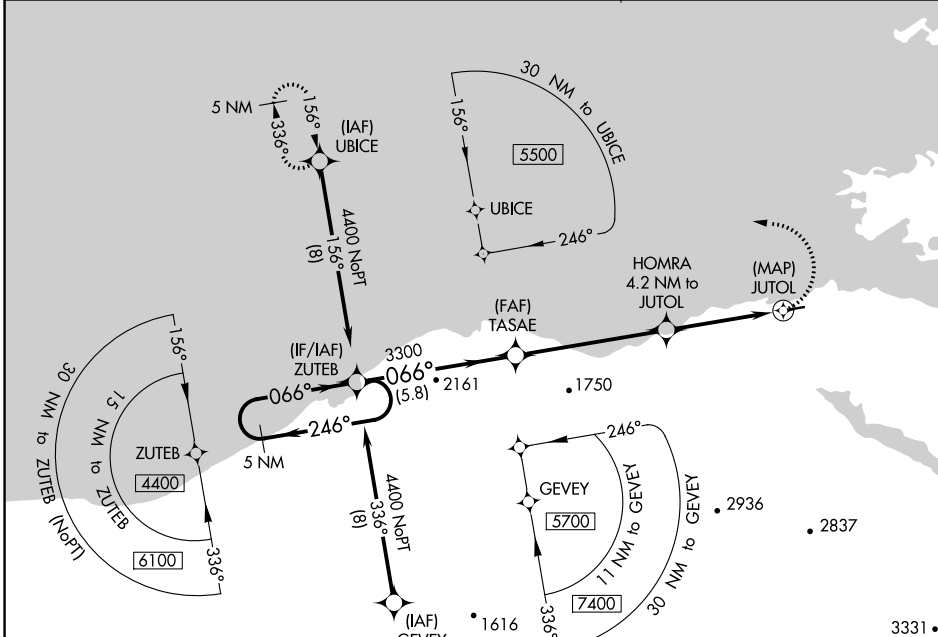 5 NM
156°
336°
(IAF)
UBICE
4400 NoPT
156°
(8)
30 NM to UBICE
156°
5500
UBICE
246°
HOMRA
4.2 NM to
JUTOL
(MAP)
JUTOL
(FAF)
TASAE
(IF/IAF)
ZUTEB
3300
066°
(5.8)
2161
1750
066°
246°
5 NM
156°
30 NM to ZUTEB (NoPT)
15 NM to ZUTEB
ZUTEB
4400
6100
336°
4400 NoPT
336°
(8)
(IAF)
GEVEY
1616
246°
GEVEY
5700
11 NM to GEVEY
30 NM to GEVEY
7400
336°
2936
2837
3331